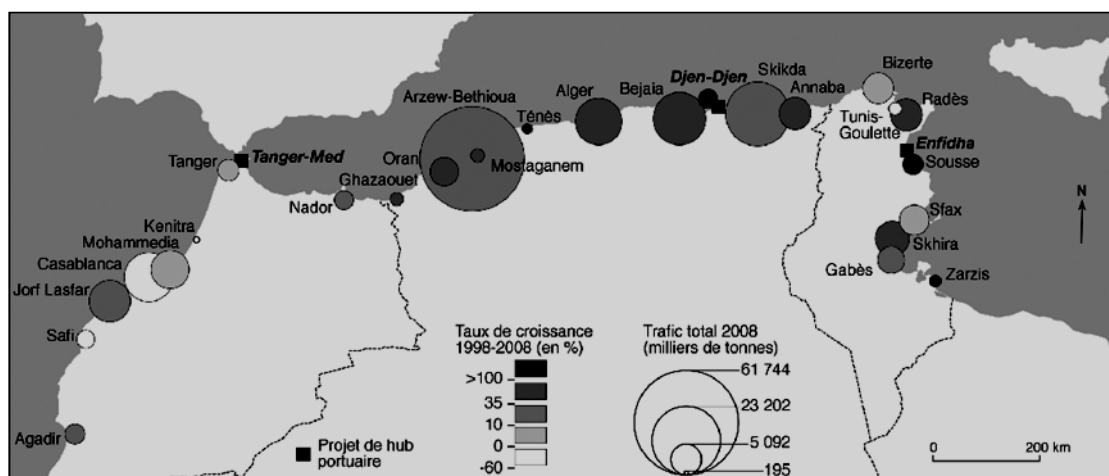 Bizerte
Djen-Djen
Skikda
Alger
Bejaia
Annaba
Radès
Arzew-Bethioua
Ténès
Tunis-
Goulette
Enfidha
Tanger
Tanger-Med
Oran
Mostaganem
Sousse
Ghazaouet
N
Nador
Sfax
Kenitra
Mohammedia
Skhira
Casablanca
Gabès
Zarzis
Jorf Lasfar
Safi
Agadir
Projet de hub
portuaire
Taux de croissance
1998-2008 (en %)
>100
35
10
0
-60
Trafic total 2008
(milliers de tonnes)
61 744
23 202
5 092
195
0 200 km